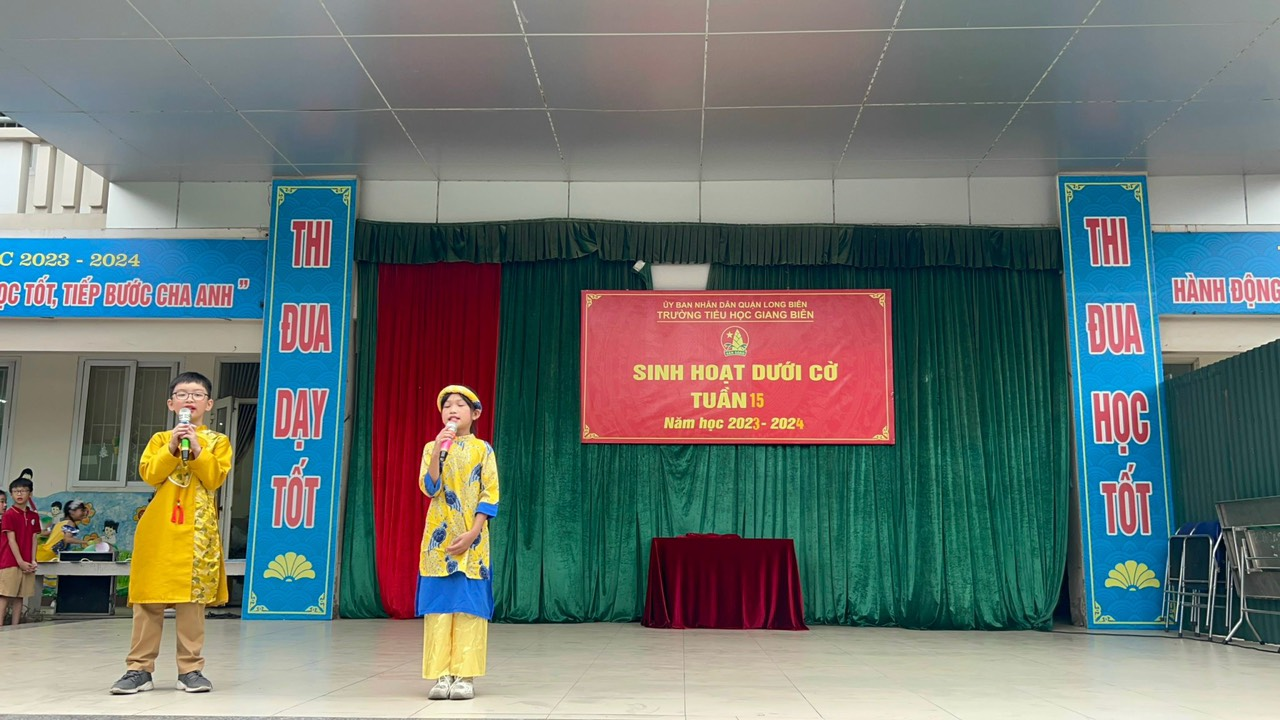 C 2023 - 2024
ỌC TỐT, TIẾP BƯỚC CHA ANH”
THI
ĐUA
DẠY
TỐT
ỦY BAN NHÂN DÂN QUẬN LONG BIÊN
TRƯỜNG TIỂU HỌC GIANG BIÊN
SINH HOẠT DƯỚI CỜ
TUẦN 15
Năm học 2023 - 2024
THI
ĐUA
HỌC
TỐT
HÀNH ĐỘNG